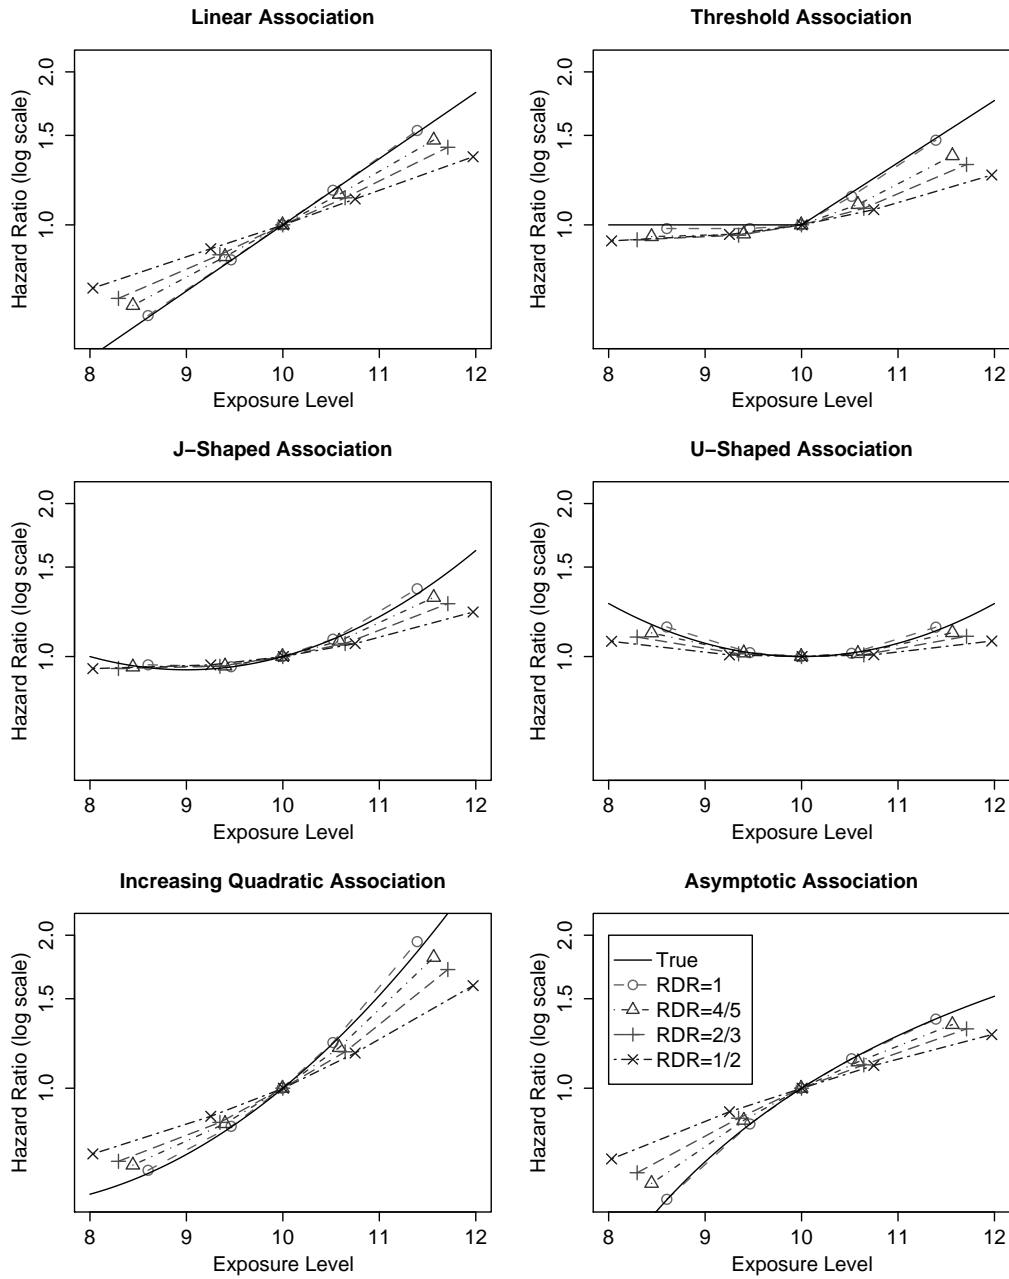 Linear Association
Hazard Ratio (log scale)
1.0 1.5 2.0
8 9 10 11 12
Exposure Level
Threshold Association
Hazard Ratio (log scale)
1.0 1.5 2.0
8 9 10 11 12
Exposure Level
J−Shaped Association
Hazard Ratio (log scale)
1.0 1.5 2.0
8 9 10 11 12
Exposure Level
U−Shaped Association
Hazard Ratio (log scale)
1.0 1.5 2.0
8 9 10 11 12
Exposure Level
Increasing Quadratic Association
Hazard Ratio (log scale)
1.0 1.5 2.0
8 9 10 11 12
Exposure Level
Asymptotic Association
Hazard Ratio (log scale)
1.0 1.5 2.0
True
RDR=1
RDR=4/5
RDR=2/3
RDR=1/2
8 9 10 11 12
Exposure Level